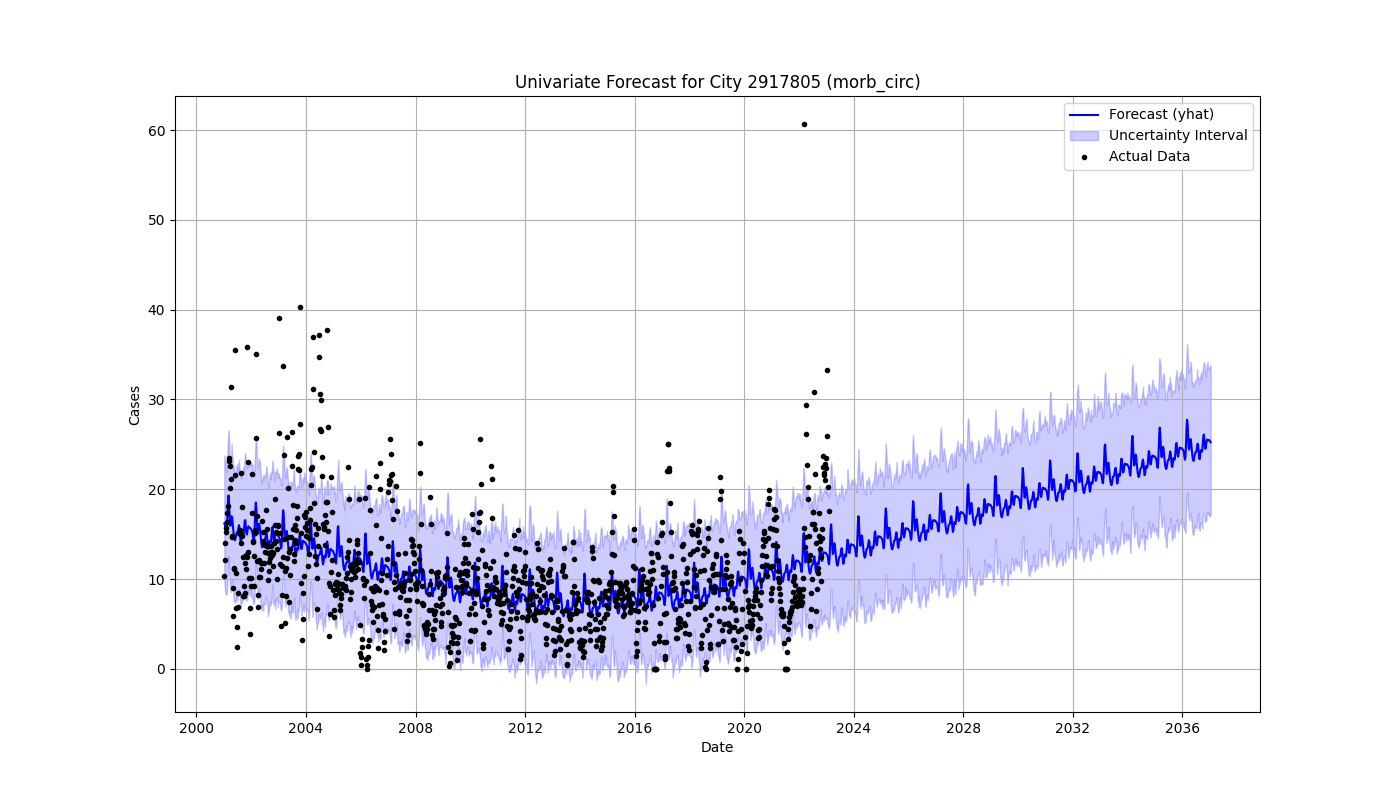 Univariate Forecast for City 2917805 (morb_circ)
Forecast (yhat)
Uncertainty Interval
Actual Data
Cases
60
50
40
30
20
10
0
2000 2004 2008 2012 2016 2020 2024 2028 2032 2036
Date